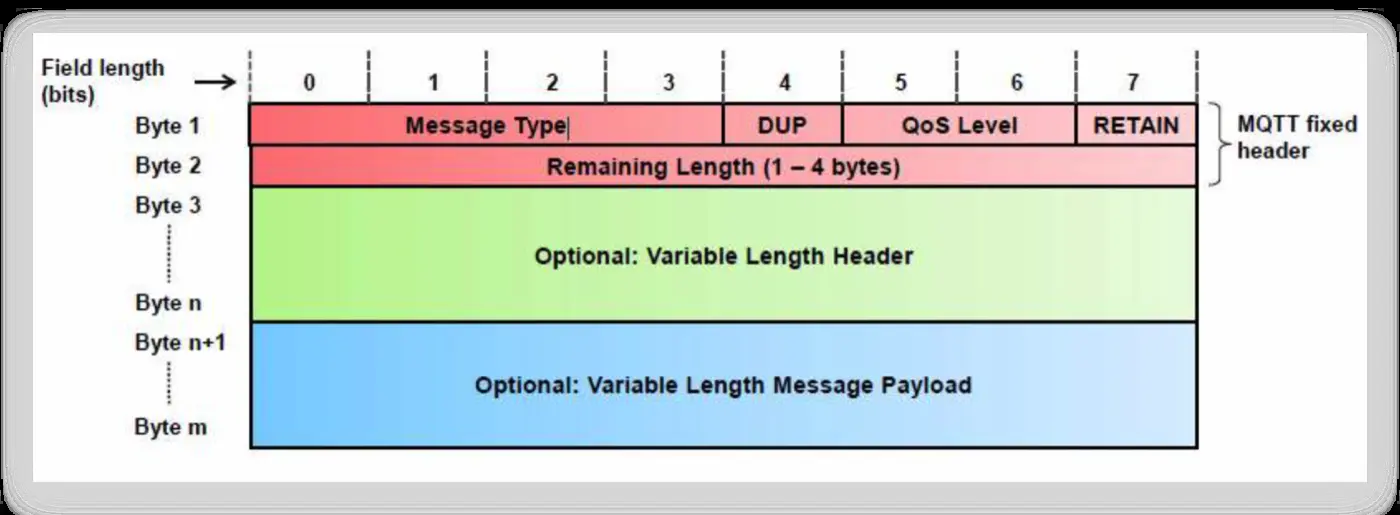 Field length
(bits)
0 1 2 3 4 5 6 7
Byte 1 Message Type DUP QoS Level RETAIN
MQTT fixed
header
Byte 2 Remaining Length (1 – 4 bytes)
Byte 3
Optional: Variable Length Header
Byte n
Byte n+1
Optional: Variable Length Message Payload
Byte m